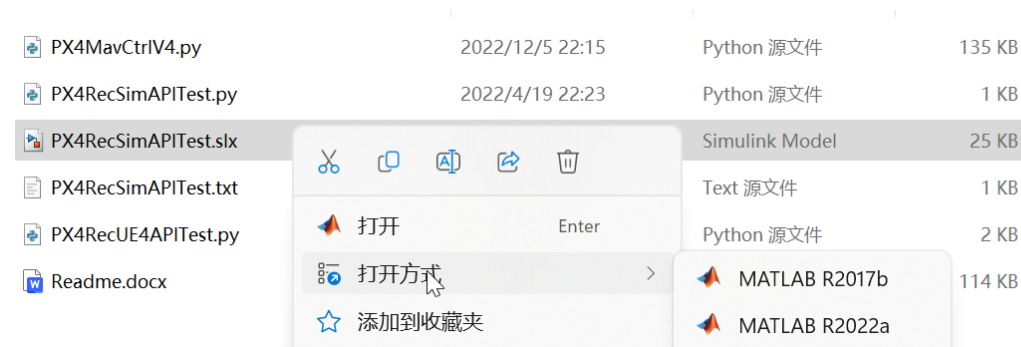 PX4MavCtrlV4.py 2022/12/5 22:15 Python 源文件 135 KB
PX4RecSimAPITest.py 2022/4/19 22:23 Python 源文件 1 KB
PX4RecSimAPITest.slx Simulink Model 25 KB
PX4RecSimAPITest.txt Text 源文件 1 KB
打开 Enter
PX4RecUE4APITest.py Python 源文件 2 KB
打开方式
Readme.docx MATLAB R2017b 114 KB
添加到收藏夹 MATLAB R2022a